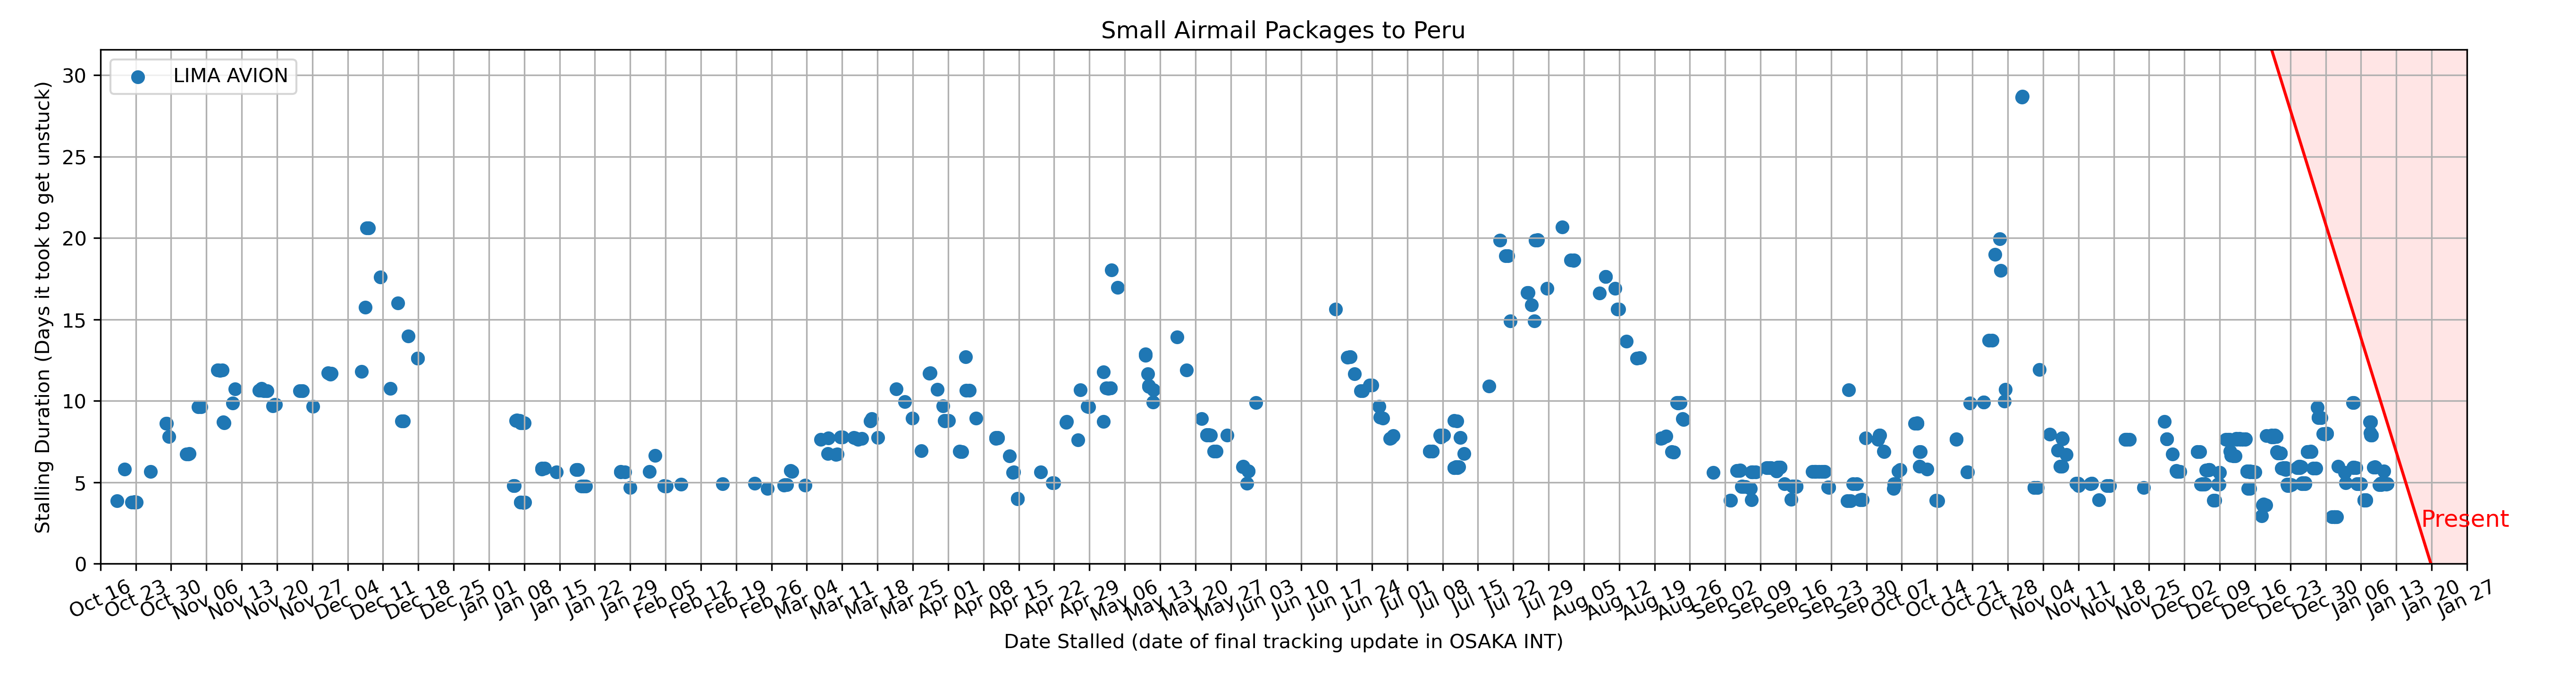 Small Airmail Packages to Peru
LIMA AVION
Stalling Duration (Days it took to get unstuck)
30
25
20
15
10
5
0
Present
Oct 16
Oct 23
Oct 30
Nov 06
Nov 13
Nov 20
Nov 27
Dec 04
Dec 11
Dec 18
Dec 25
Jan 01
Jan 08
Jan 15
Jan 22
Jan 29
Feb 05
Feb 12
Feb 19
Feb 26
Mar 04
Mar 11
Mar 18
Mar 25
Apr 01
Apr 08
Apr 15
Apr 22
Apr 29
May 06
May 13
May 20
May 27
Jun 03
Jun 10
Jun 17
Jun 24
Jul 01
Jul 08
Jul 15
Jul 22
Jul 29
Aug 05
Aug 12
Aug 19
Aug 26
Sep 02
Sep 09
Sep 16
Sep 23
Sep 30
Oct 07
Oct 14
Oct 21
Oct 28
Nov 04
Nov 11
Nov 18
Nov 25
Dec 02
Dec 09
Dec 16
Dec 23
Dec 30
Jan 06
Jan 13
Jan 20
Jan 27
Date Stalled (date of final tracking update in OSAKA INT)